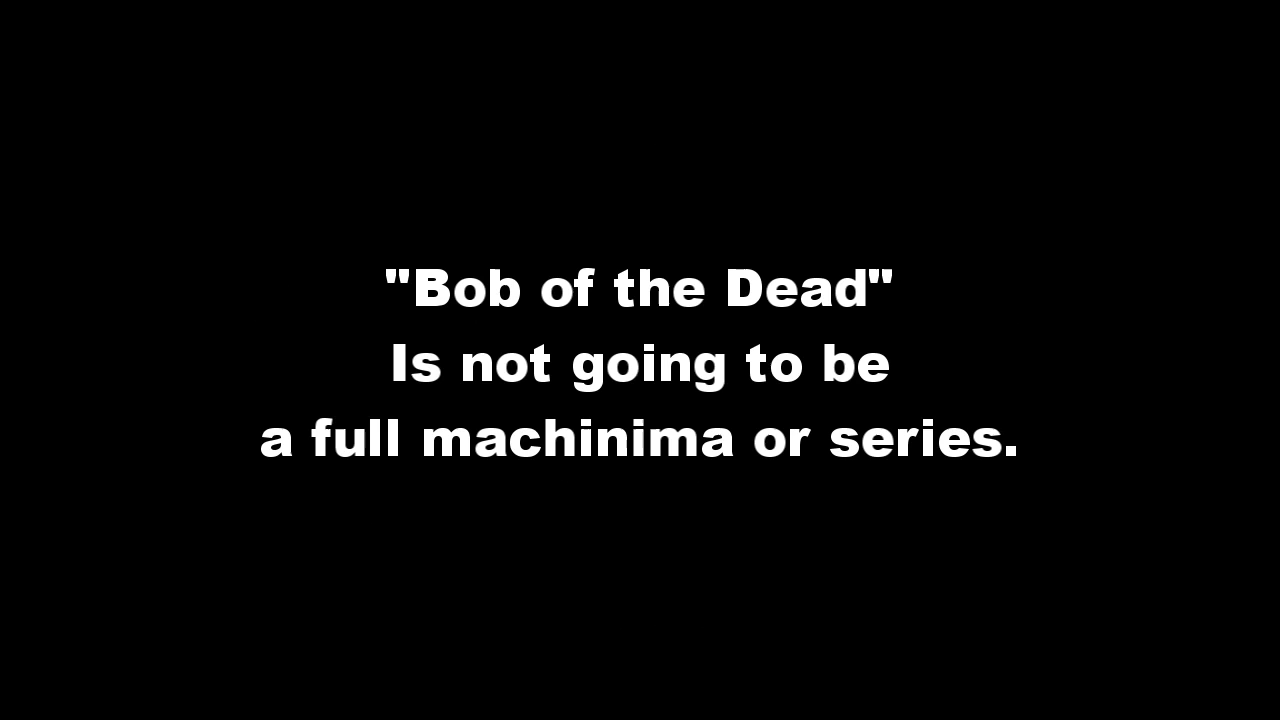 "Bob of the Dead"
Is not going to be
a full machinima or series.